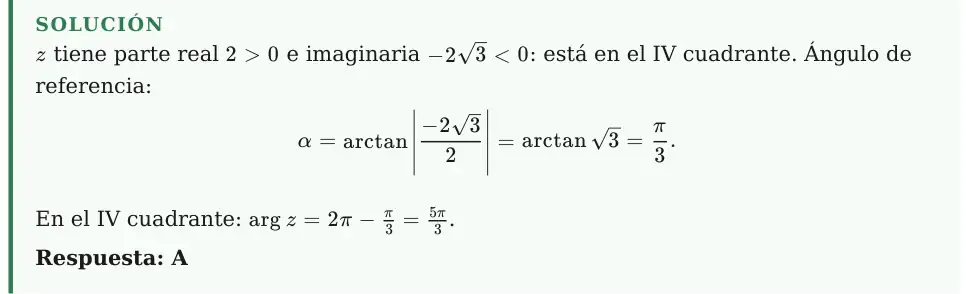 SOLUCIÓN
z tiene parte real 2 > 0 e imaginaria −2√3 < 0: está en el IV cuadrante. Ángulo de
referencia:
α = arctan |−2√3 / 2| = arctan √3 = π/3.
En el IV cuadrante: arg z = 2π − π/3 = 5π/3.
Respuesta: A